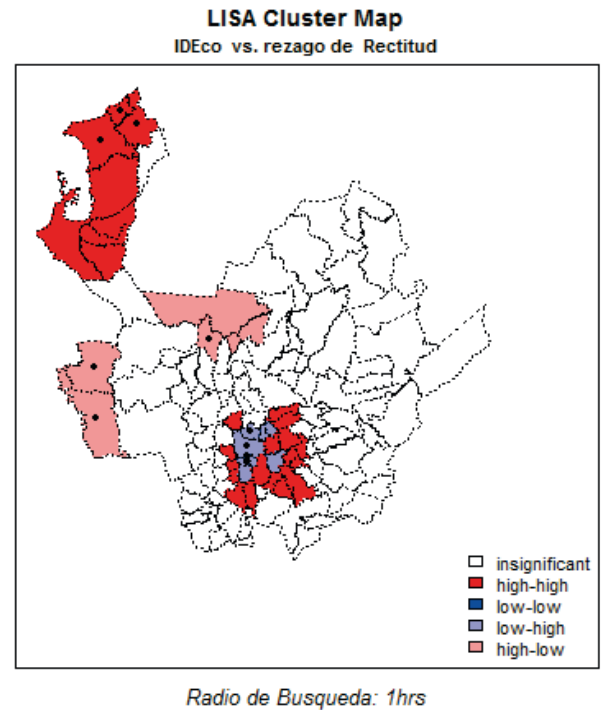 LISA Cluster Map
IDEco vs. rezago de Rectitud
insignificant
high-high
low-low
low-high
high-low
Radio de Busqueda: 1hrs